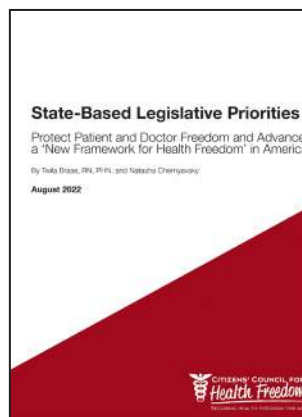 State-Based Legislative Priorities
Protect Patient and Doctor Freedom and Advance
a 'New Framework for Health Freedom' in America
By Twila Brase, RN, PHN, and Natasha Chernyavsky
August 2022
CITIZENS' COUNCIL FOR
Health Freedom